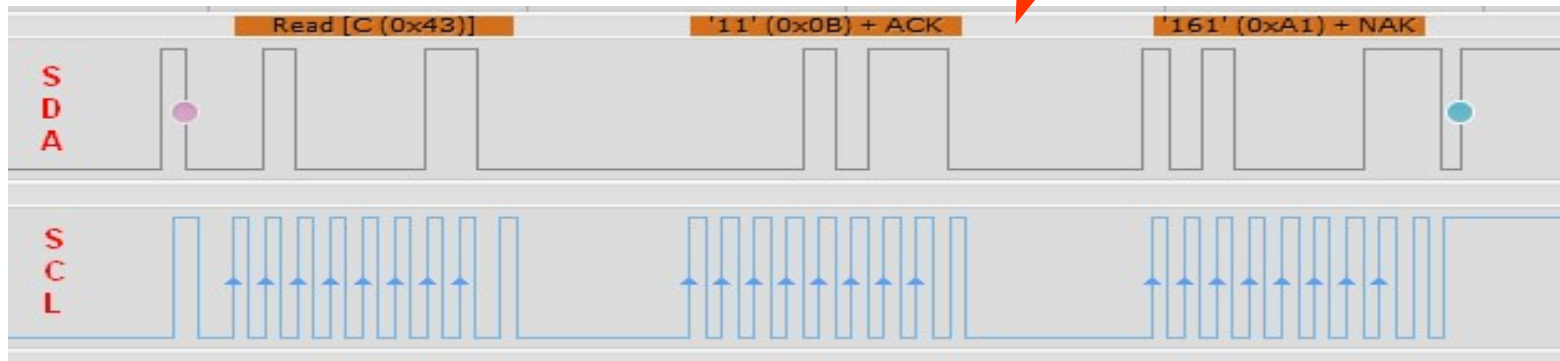 Read [C (0x43)]
'11' (0x0B) + ACK
'161' (0xA1) + NAK
S
D
A
S
C
L